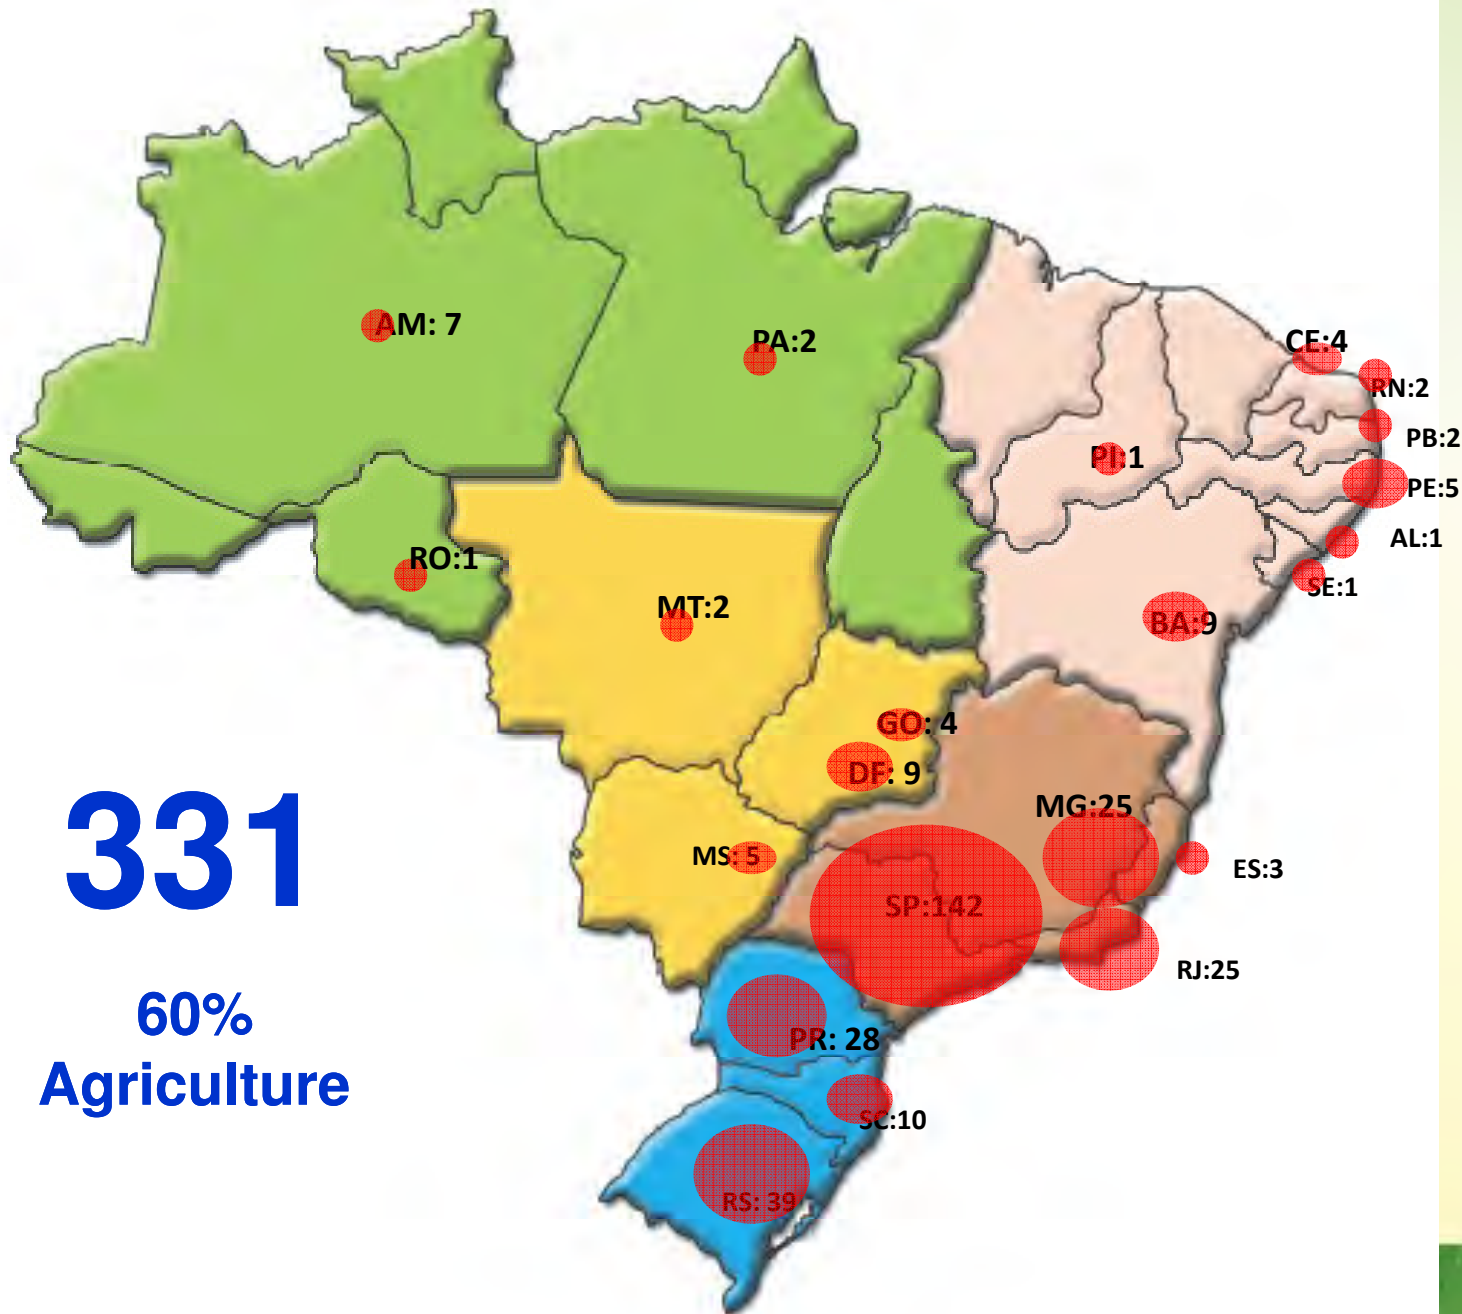 AM: 7
PA:2
CE:4
RN:2
PB:2
PI:1
PE:5
AL:1
RO:1
SE:1
MT:2
BA:9
GO: 4
DF: 9
331
MG:25
MS: 5
ES:3
SP:142
RJ:25
60%
Agriculture
PR: 28
SC:10
RS: 39